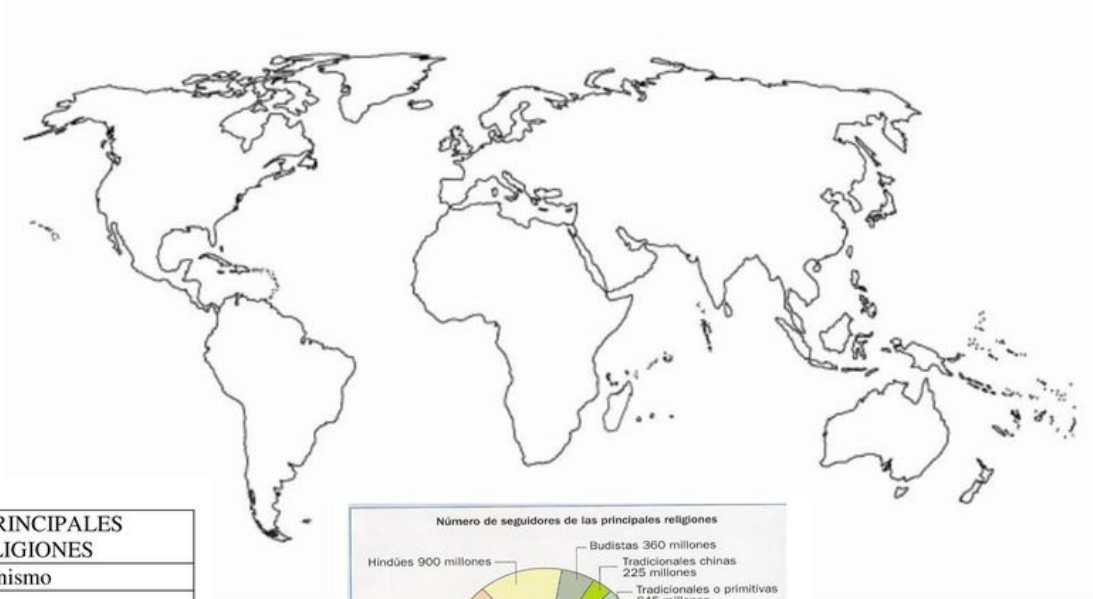 RINCIPALES
IGIONES
nismo
Número de seguidores de las principales religiones
Hindúes 900 millones
Budistas 360 millones
Tradicionales chinas
225 millones
Tradicionales o primitivas